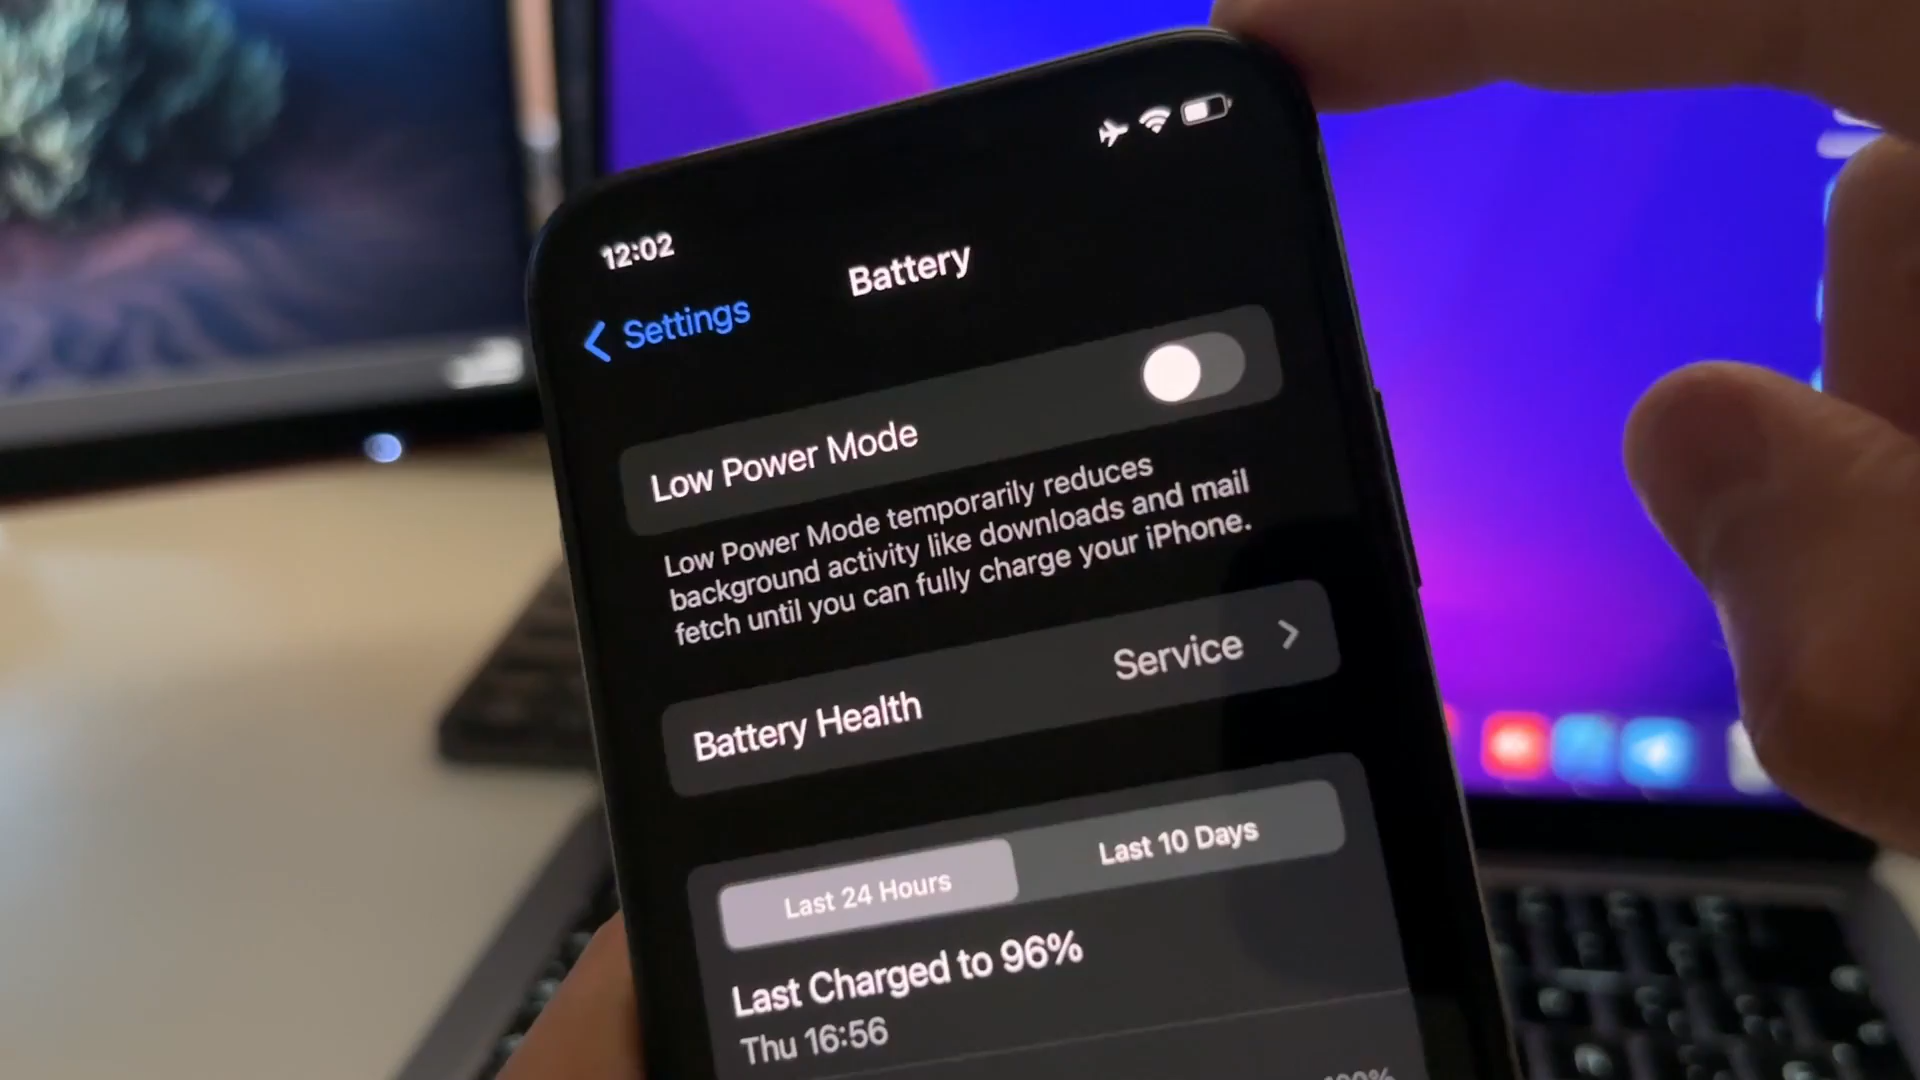 12:02
Settings
Battery
Low Power Mode
Low Power Mode temporarily reduces
background activity like downloads and mail
fetch until you can fully charge your iPhone.
Battery Health
Service
Last 24 Hours
Last 10 Days
Last Charged to 96%
Thu 16:56